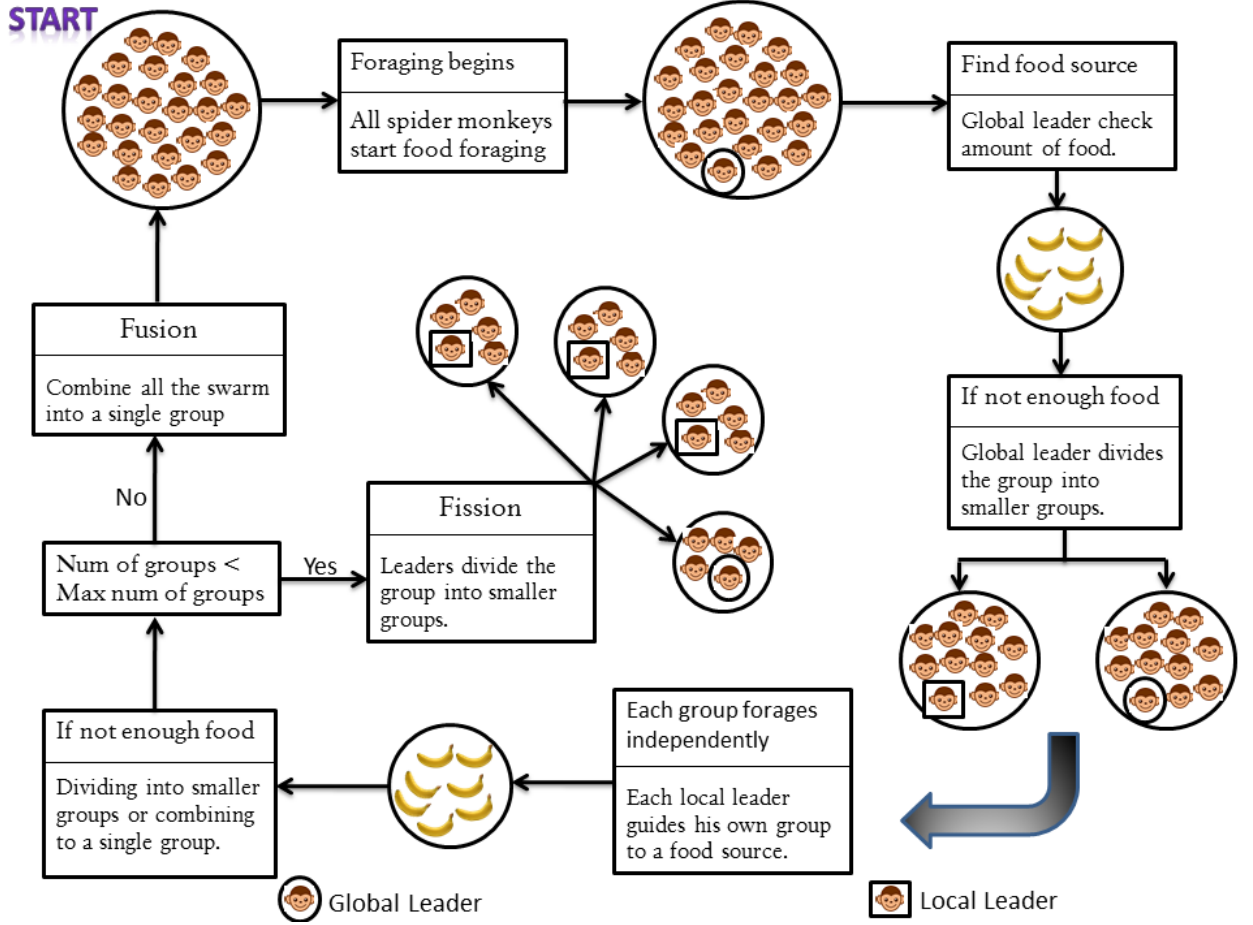 START
Foraging begins
All spider monkeys
start food foraging
Find food source
Global leader check
amount of food.
If not enough food
Global leader divides
the group into
smaller groups.
Each group forages
independently
Each local leader
guides his own group
to a food source.
If not enough food
Dividing into smaller
groups or combining
to a single group.
Num of groups <
Max num of groups
Yes
Fission
Leaders divide the
group into smaller
groups.
No
Fusion
Combine all the swarm
into a single group
Global Leader
Local Leader